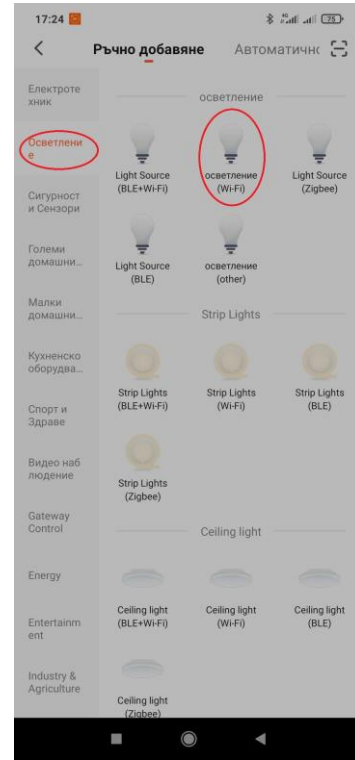 17:24
75
Ръчно добавяне Автоматичнс
Електроте
хник
Осветлени
е
Сигурност
и Сензори
Големи
домашни...
Малки
домашни...
Кухненско
оборудва...
Спорт и
Здраве
Видео наб
людение
Gateway
Control
Energy
Entertainm
ent
Industry &
Agriculture
осветление
Light Source
(BLE+Wi-Fi)
осветление
(Wi-Fi)
Light Source
(Zigbee)
Light Source
(BLE)
осветление
(other)
Strip Lights
Strip Lights
(BLE+Wi-Fi)
Strip Lights
(Wi-Fi)
Strip Lights
(BLE)
Strip Lights
(Zigbee)
Ceiling light
Ceiling light
(BLE+Wi-Fi)
Ceiling light
(Wi-Fi)
Ceiling light
(BLE)
Ceiling light
(Zigbee)